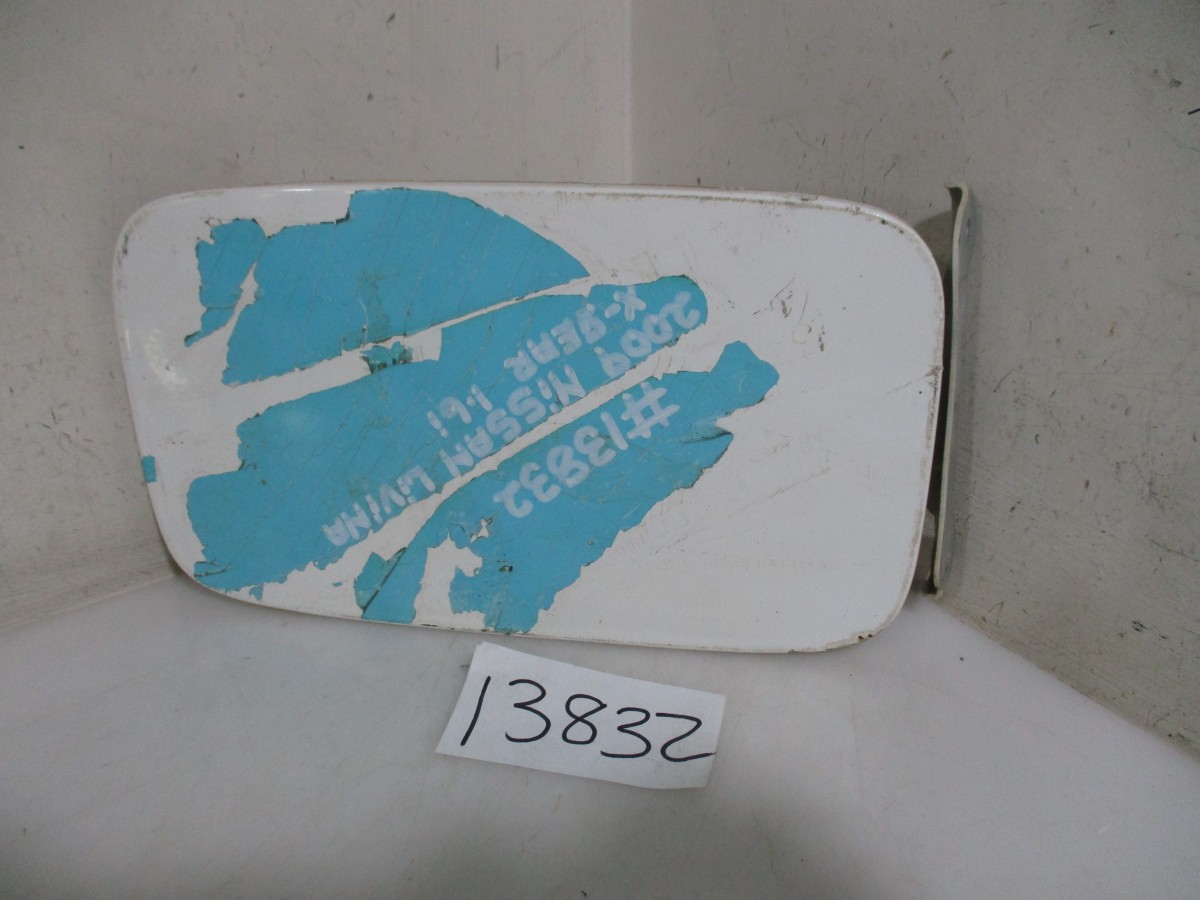 #13832
2009 NiSSAN LiViNA
X-GEAR 1.6i
13832